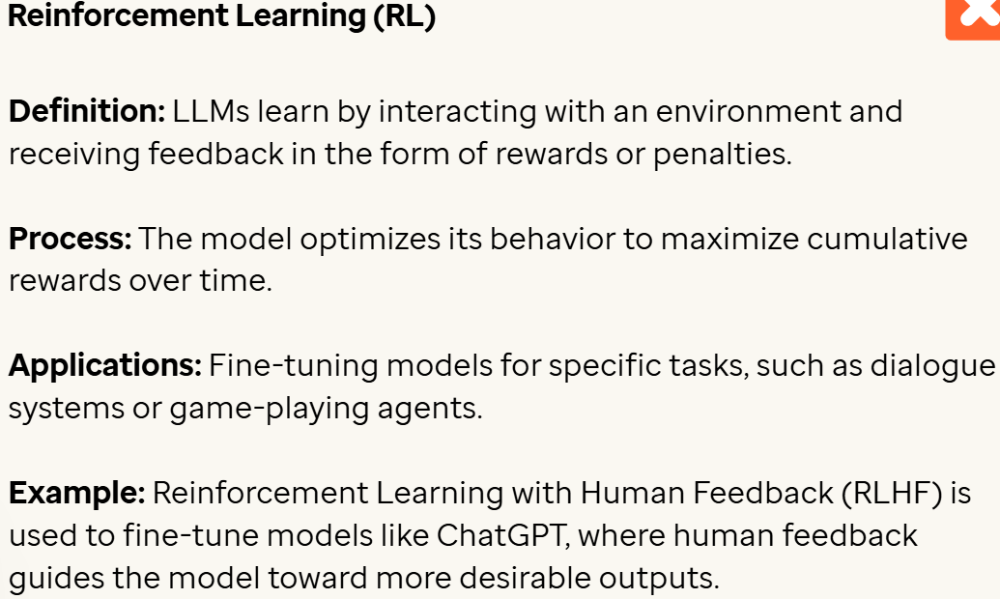 Reinforcement Learning (RL)
Definition: LLMs learn by interacting with an environment and
receiving feedback in the form of rewards or penalties.
Process: The model optimizes its behavior to maximize cumulative
rewards over time.
Applications: Fine-tuning models for specific tasks, such as dialogue
systems or game-playing agents.
Example: Reinforcement Learning with Human Feedback (RLHF) is
used to fine-tune models like ChatGPT, where human feedback
guides the model toward more desirable outputs.